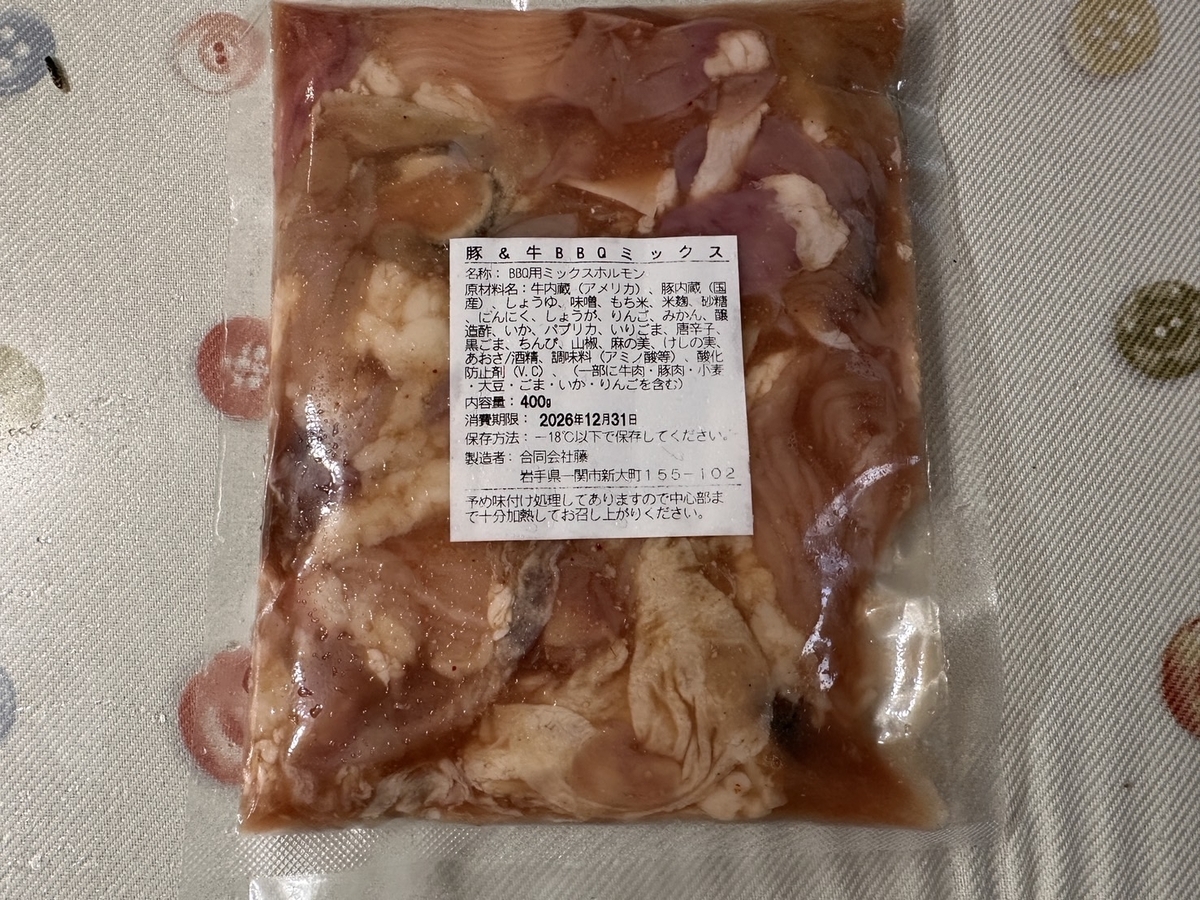 豚&牛BBQミックス
名称：BBQ用ミックスホルモン
原材料名：牛内蔵（アメリカ）、豚内蔵（国
産）、しょうゆ、味噌、もち米、米麹、砂糖
、にんにく、しょうが、りんご、みかん、醸
造酢、いか、パプリカ、いりごま、唐辛子、
黒ごま、ちんぴ、山椒、麻の実、けしの実、
あおさ/酒精、調味料（アミノ酸等）、酸化
防止剤（V.C）、（一部に牛肉・豚肉・小麦
・大豆・ごま・いか・りんごを含む）
内容量：400g
消費期限：2026年12月31日
保存方法：－18℃以下で保存してください。
製造者：合同会社藤
岩手県一関市新大町155－102
予め味付け処理してありますので中心部ま
で十分加熱してお召し上がりください。